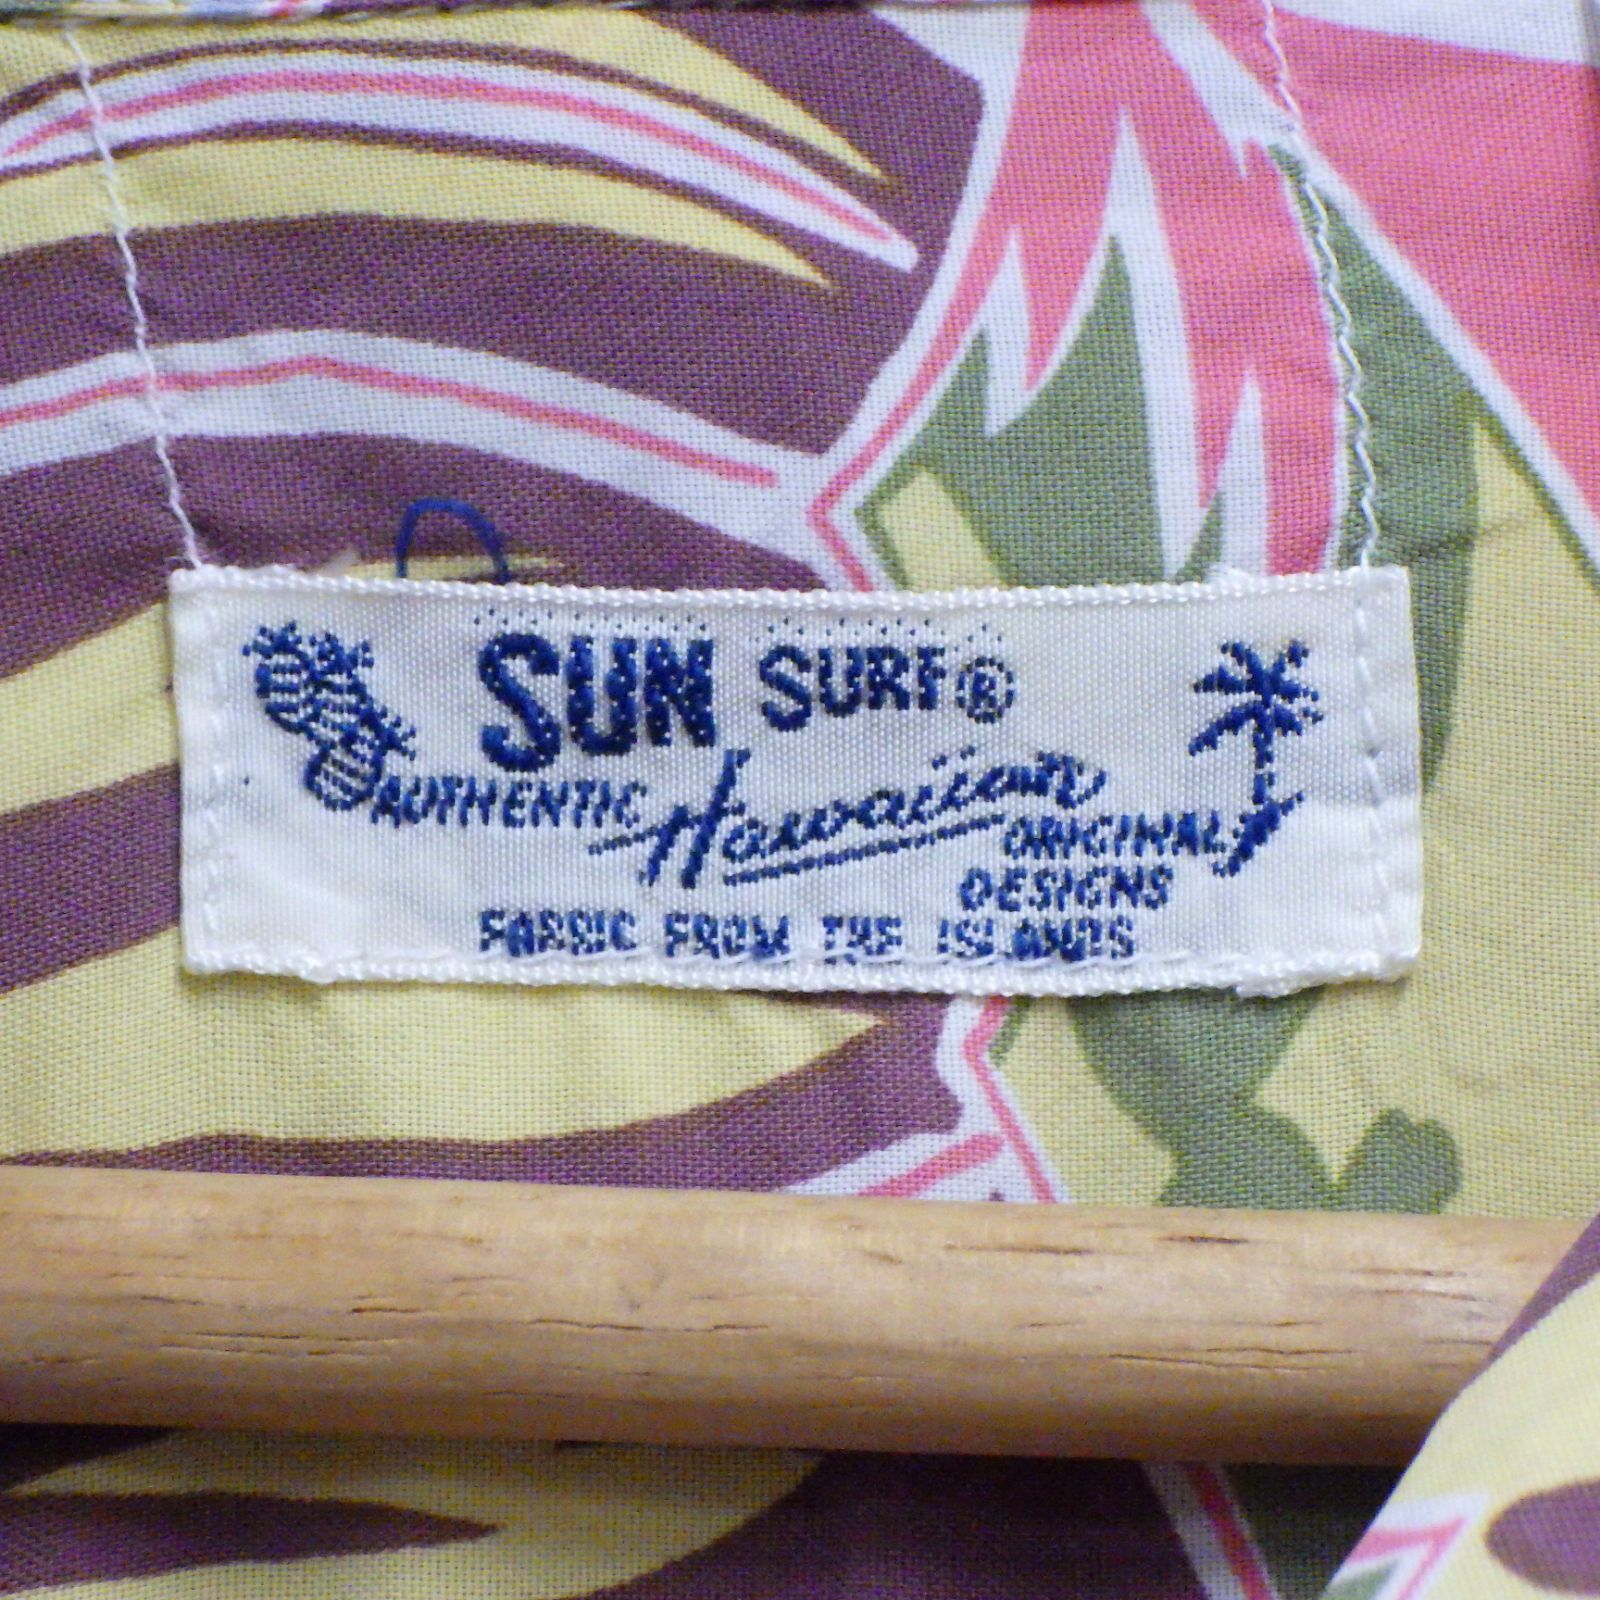 SUN SURF®
AUTHENTIC Hawaiian ORIGINAL
DESIGNS
FABRIC FROM THE ISLANDS